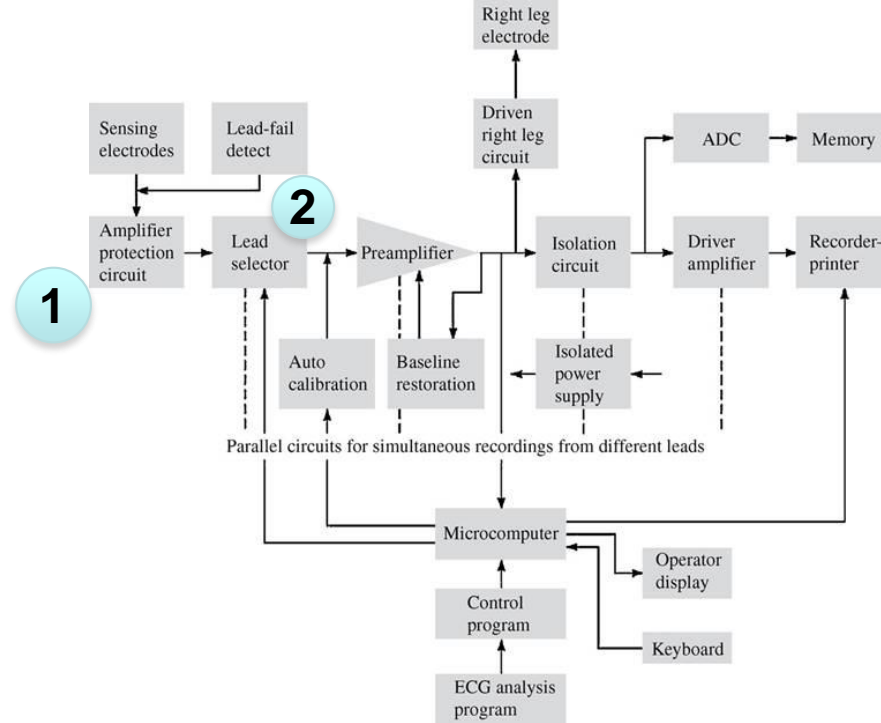 Right leg
electrode
Driven
right leg
circuit
Sensing
electrodes
Lead-fail
detect
ADC
Memory
1
Amplifier
protection
circuit
2
Lead
selector
Preamplifier
Isolation
circuit
Driver
amplifier
Recorder-
printer
Auto
calibration
Baseline
restoration
Isolated
power
supply
Parallel circuits for simultaneous recordings from different leads
Microcomputer
Operator
display
Control
program
Keyboard
ECG analysis
program